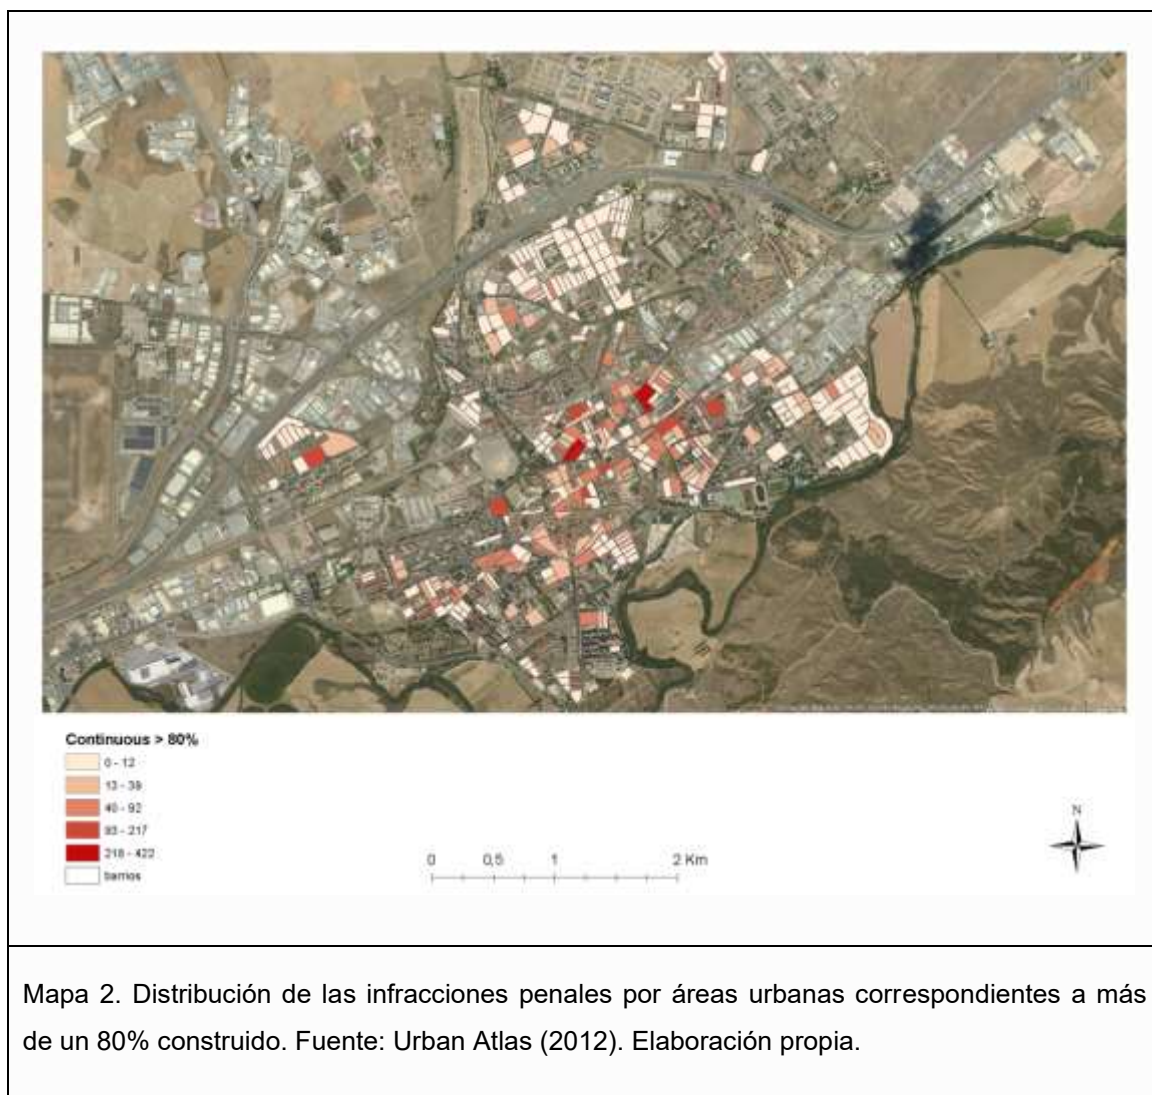 Continuous > 80%
0 - 12
13 - 39
40 - 92
93 - 217
218 - 422
barrios
0 0,5 1 2 Km
N
Mapa 2. Distribución de las infracciones penales por áreas urbanas correspondientes a más
de un 80% construido. Fuente: Urban Atlas (2012). Elaboración propia.